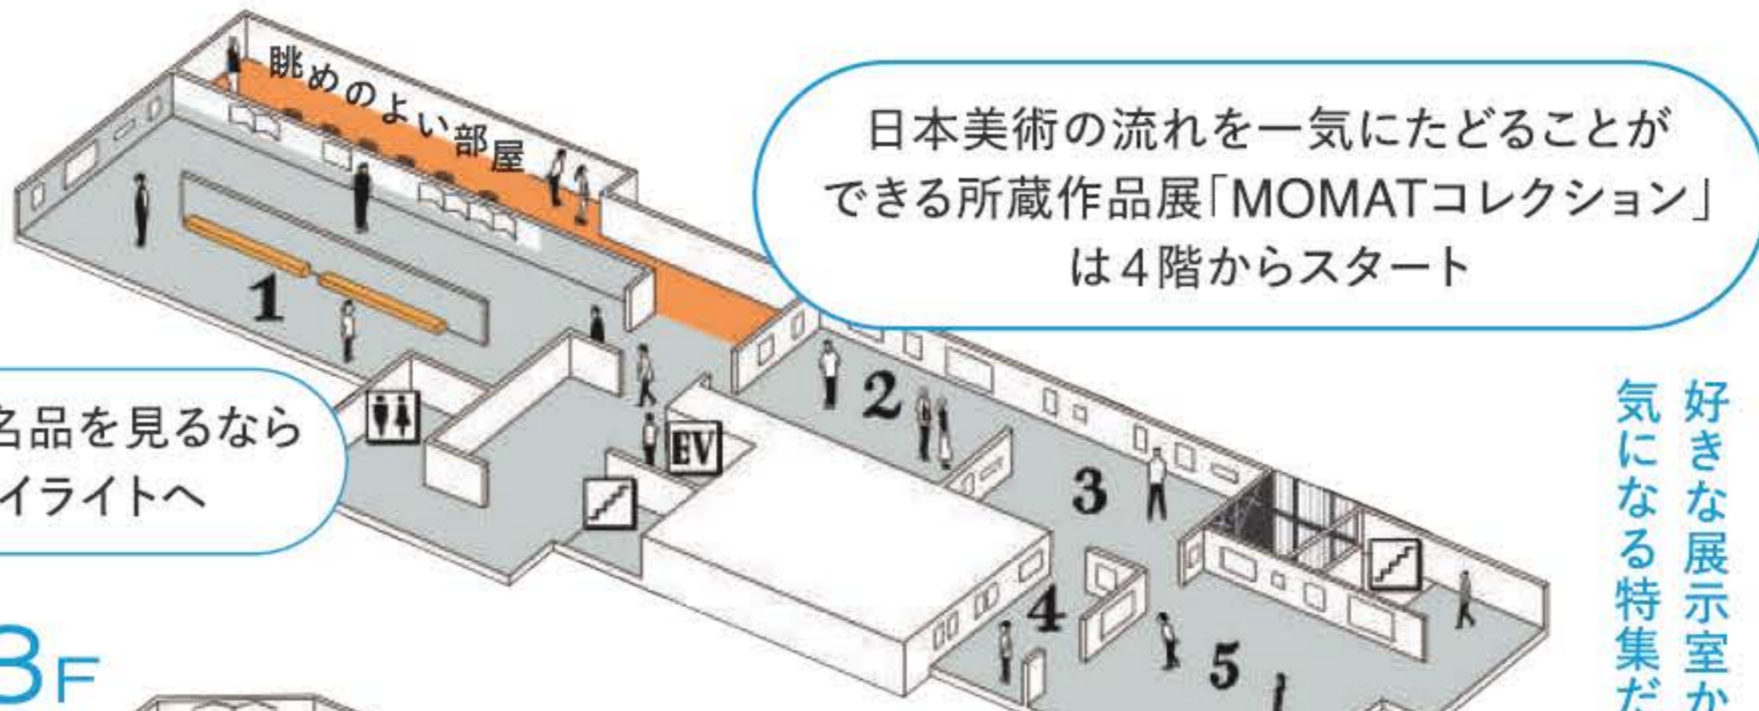 眺めのよい部屋
日本美術の流れを一気にたどることが
できる所蔵作品展「MOMATコレクション」
は4階からスタート
1
2
名品を見るなら
イライトへ
EV
3
4
5
好きな展示室か
気になる特集だ
3F